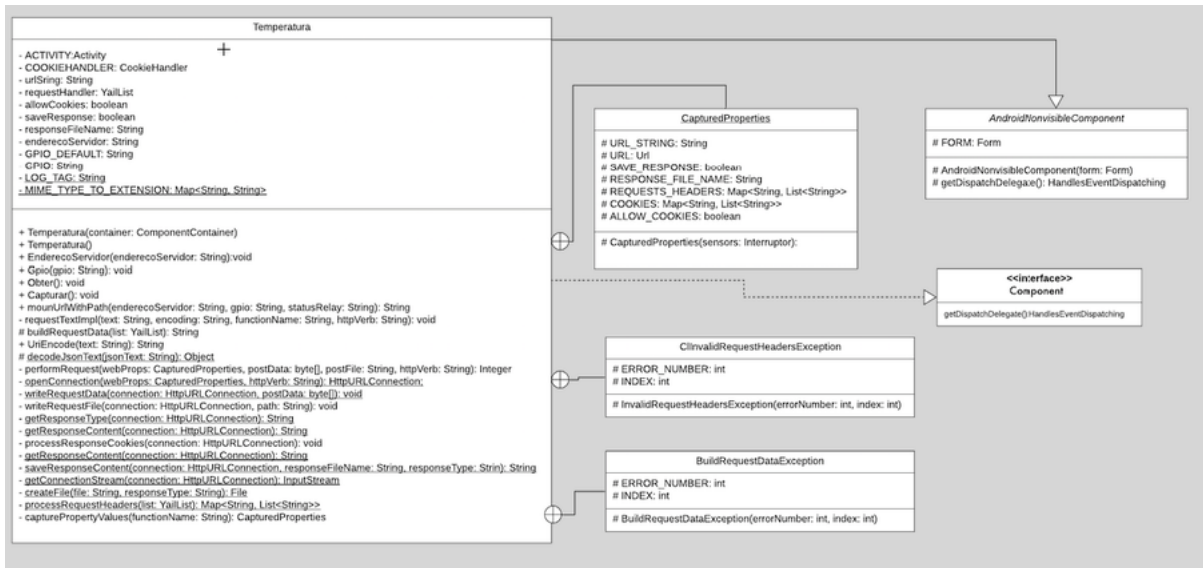 Temperatura
- ACTIVITY:Activity
- COOKIEHANDLER: CookieHandler
- urlSring: String
- requestHandler: YailList
- allowCookies: boolean
- saveResponse: boolean
- responseFileName: String
- enderecoServidor: String
- GPIO_DEFAULT: String
- GPIO: String
- LOG_TAG: String
- MIME_TYPE_TO_EXTENSION: Map<String, String>
+ Temperatura(container: ComponentContainer)
+ Temperatura()
+ EnderecoServidor(enderecoServidor: String):void
+ Gpio(gpio: String): void
+ Obter(): void
+ Capturar(): void
+ mounUrlWithPath(enderecoServidor: String, gpio: String, statusRelay: String): String
- requestTextImpl(text: String, encoding: String, functionName: String, httpVerb: String): void
# buildRequestData(list: YailList): String
+ UriEncode(text: String): String
# decodeJsonText(jsonText: String): Object
- performRequest(webProps: CapturedProperties, postData: byte[], postFile: String, httpVerb: String): Integer
- openConnection(webProps: CapturedProperties, httpVerb: String): HttpURLConnection;
- writeRequestData(connection: HttpURLConnection, postData: byte[]): void
- writeRequestFile(connection: HttpURLConnection, path: String): void
- getResponseType(connection: HttpURLConnection): String
- getResponseContent(connection: HttpURLConnection): String
- processResponseCookies(connection: HttpURLConnection): void
- getResponseContent(connection: HttpURLConnection): String
- saveResponseContent(connection: HttpURLConnection, responseFileName: String, responseType: Strin): String
- getConnectionStream(connection: HttpURLConnection): InputStream
- createFile(file: String, responseType: String): File
- processRequestHeaders(list: YailList): Map<String, List<String>>
- capturePropertyValues(functionName: String): CapturedProperties
CapturedProperties
# URL_STRING: String
# URL: Url
# SAVE_RESPONSE: boolean
# RESPONSE_FILE_NAME: String
# REQUESTS_HEADERS: Map<String, List<String>>
# COOKIES: Map<String, List<String>>
# ALLOW_COOKIES: boolean
# CapturedProperties(sensors: Interruptor):
AndroidNonvisibleComponent
# FORM: Form
# AndroidNonvisibleComponent(form: Form)
# getDispatchDelegate(): HandlesEventDispatching
<<interface>>
Component
getDispatchDelegate():HandlesEventDispatching
ClInvalidRequestHeadersException
# ERROR_NUMBER: int
# INDEX: int
# InvalidRequestHeadersException(errorNumber: int, index: int)
BuildRequestDataException
# ERROR_NUMBER: int
# INDEX: int
# BuildRequestDataException(errorNumber: int, index: int)